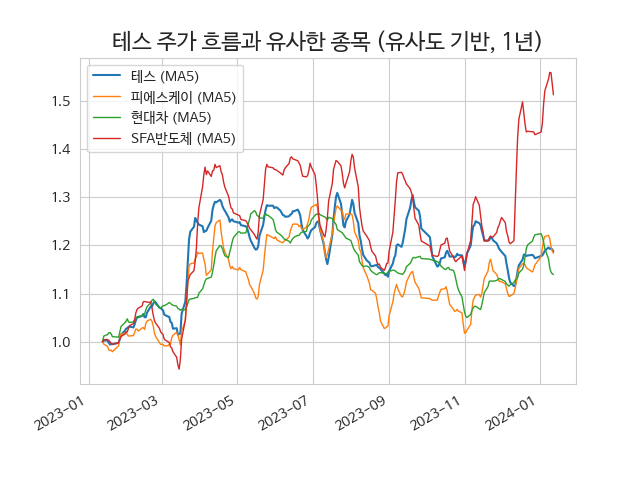 테스 주가 흐름과 유사한 종목 (유사도 기반, 1년)
테스 (MA5)
피에스케이 (MA5)
현대차 (MA5)
SFA반도체 (MA5)
1.5
1.4
1.3
1.2
1.1
1.0
2023-01
2023-03
2023-05
2023-07
2023-09
2023-11
2024-01